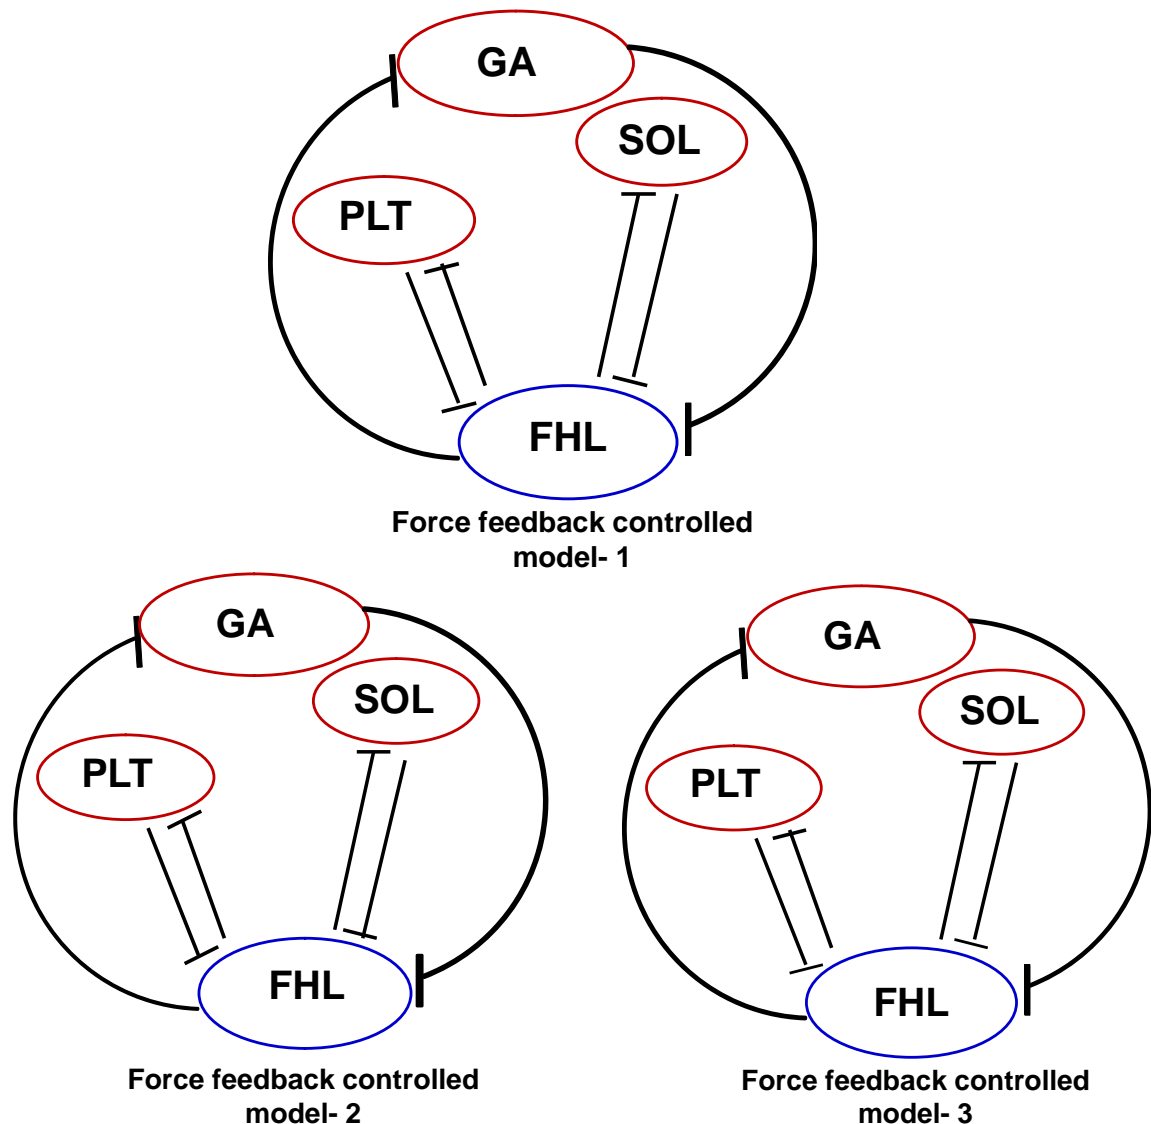 GA
SOL
PLT
FHL
Force feedback controlled
model- 1
GA
SOL
PLT
FHL
Force feedback controlled
model- 2
GA
SOL
PLT
FHL
Force feedback controlled
model- 3